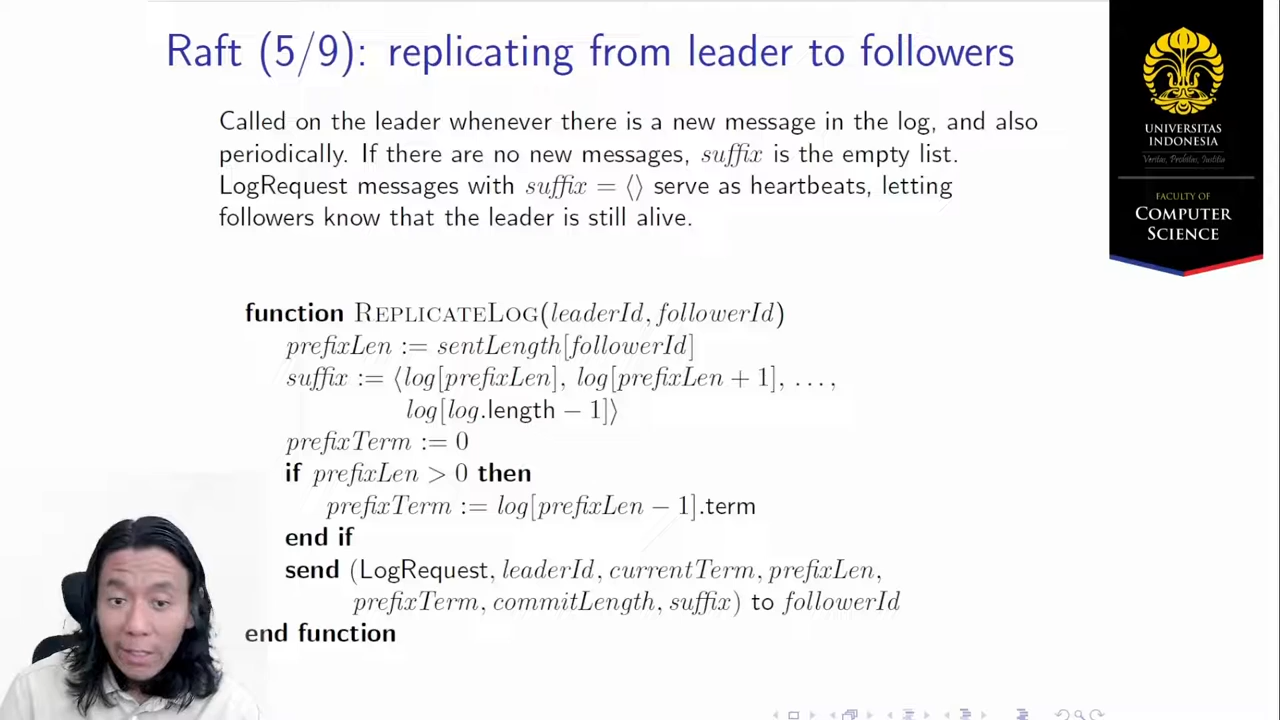 Raft (5/9): replicating from leader to followers
Called on the leader whenever there is a new message in the log, and also
periodically. If there are no new messages, suffix is the empty list.
LogRequest messages with suffix = ⟨⟩ serve as heartbeats, letting
followers know that the leader is still alive.
function REPLICATELOG(leaderId, followerId)
prefixLen := sentLength[followerId]
suffix := ⟨log[prefixLen], log[prefixLen + 1], . . . ,
log[log.length − 1]⟩
prefixTerm := 0
if prefixLen > 0 then
prefixTerm := log[prefixLen − 1].term
end if
send (LogRequest, leaderId, currentTerm, prefixLen,
prefixTerm, commitLength, suffix) to followerId
end function
UNIVERSITAS
INDONESIA
Veritas, Probitas, Iustitia
FACULTY OF
COMPUTER
SCIENCE